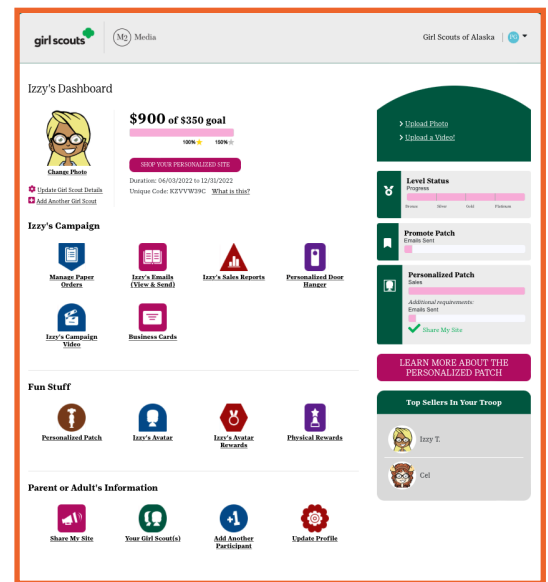 girl scouts
M2 Media
Girl Scouts of Alaska | PG
Izzy's Dashboard
$900 of $350 goal
100% 150%
Change Photo
SHOP YOUR PERSONALIZED SITE
Update Girl Scout Details
Add Another Girl Scout
Duration: 06/03/2022 to 12/31/2022
Unique Code: KZVVW39C What is this?
Izzy's Campaign
Manage Paper
Orders
Izzy's Emails
(View & Send)
Izzy's Sales Reports
Personalized Door
Hanger
Izzy's Campaign
Video
Business Cards
Fun Stuff
Personalized Patch
Izzy's Avatar
Izzy's Avatar
Rewards
Physical Rewards
Parent or Adult's Information
Share My Site
Your Girl Scout(s)
+1
Add Another
Participant
Update Profile
> Upload Photo
> Upload a Video!
Level Status
Progress
Bronze Silver Gold Platinum
Promote Patch
Emails Sent
Personalized Patch
Sales
Additional requirements:
Emails Sent
Share My Site
LEARN MORE ABOUT THE
PERSONALIZED PATCH
Top Sellers In Your Troop
Izzy T.
Cel